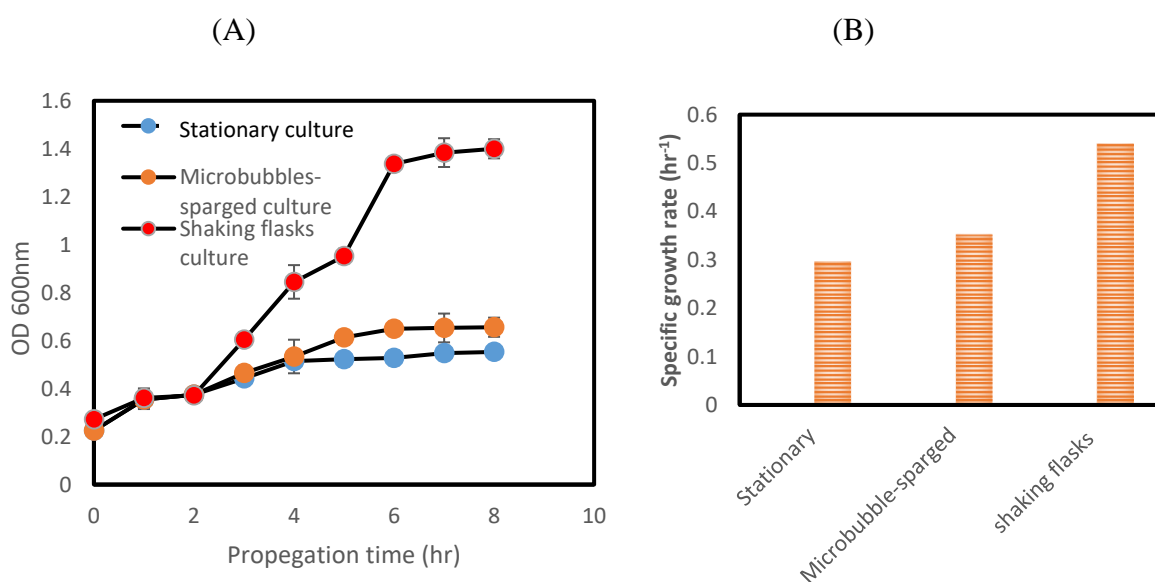 (A)
(B)
1.6
1.4
1.2
1
0.8
0.6
0.4
0.2
0
0
2
4
6
8
10
OD 600nm
Propegation time (hr)
Stationary culture
Microbubbles-
sparged culture
Shaking flasks
culture
0.6
0.5
0.4
0.3
0.2
0.1
0
Specific growth rate (hr⁻¹)
Stationary
Microbubble-sparged
shaking flasks